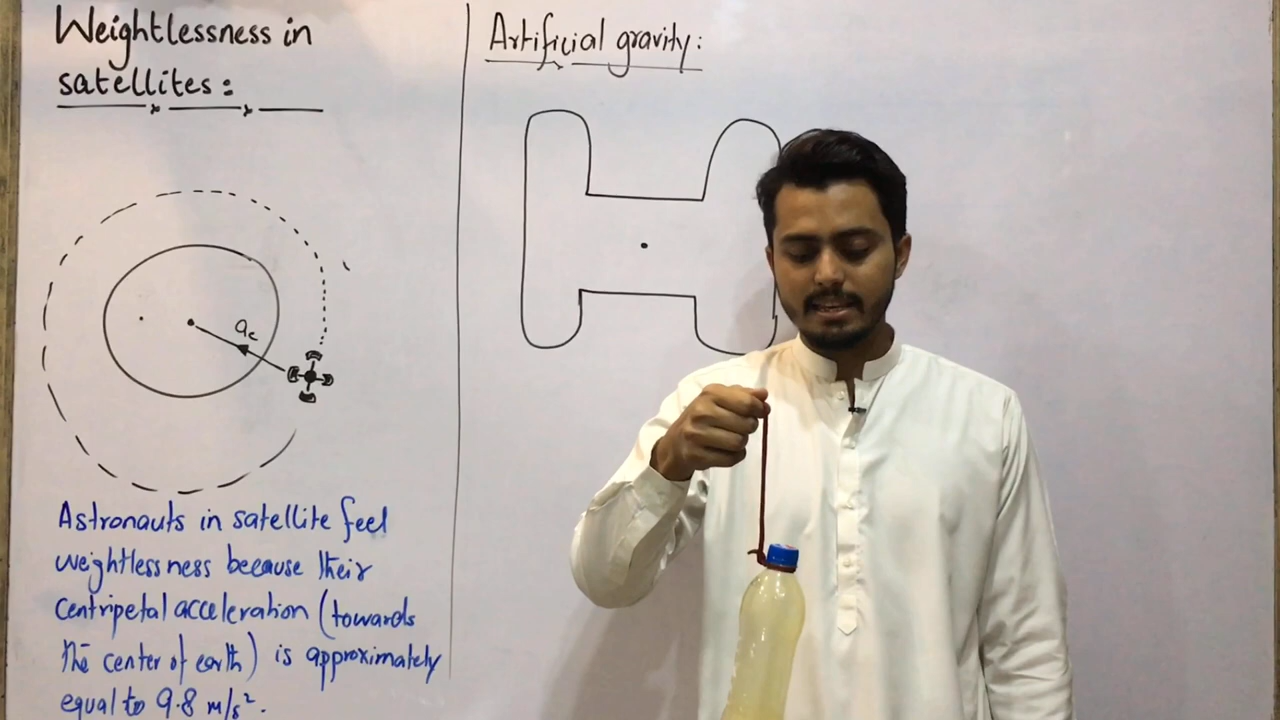 Weightlessness in
satellites:
Artificial gravity:
ac
Astronauts in satellite feel
weightlessness because their
centripetal acceleration (towards
the center of earth) is approximately
equal to 9.8 m/s².